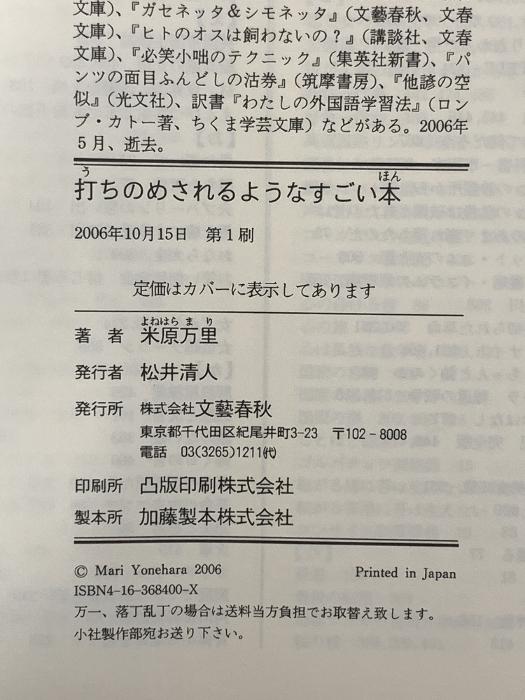 文庫)、『ガセネッタ&シモネッタ』(文藝春秋、文春
文庫)、『ヒトのオスは飼わないの?』(講談社、文春
文庫)、『必笑小咄のテクニック』(集英社新書)、『パ
ンツの面目ふんどしの沽券』(筑摩書房)、『他諺の空
似』(光文社)、訳書『わたしの外国語学習法』(ロン
ブ・カトー著、ちくま学芸文庫)などがある。2006年
5月、逝去。
う ほん
打ちのめされるようなすごい本
2006年10月15日 第1刷
定価はカバーに表示してあります
よねはら ま り
著 者 米原万里
発行者 松井清人
発行所 株式会社文藝春秋
東京都千代田区紀尾井町3-23 〒102-8008
電話 03(3265)1211㈹
印刷所 凸版印刷株式会社
製本所 加藤製本株式会社
© Mari Yonehara 2006 Printed in Japan
ISBN4-16-368400-X
万一、落丁乱丁の場合は送料当方負担でお取替え致します。
小社製作部宛お送り下さい。